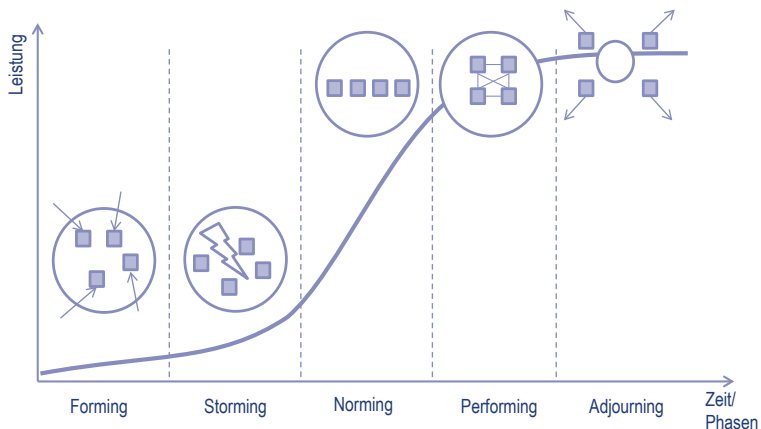 Leistung
Forming
Storming
Norming
Performing
Adjourning
Zeit/
Phasen